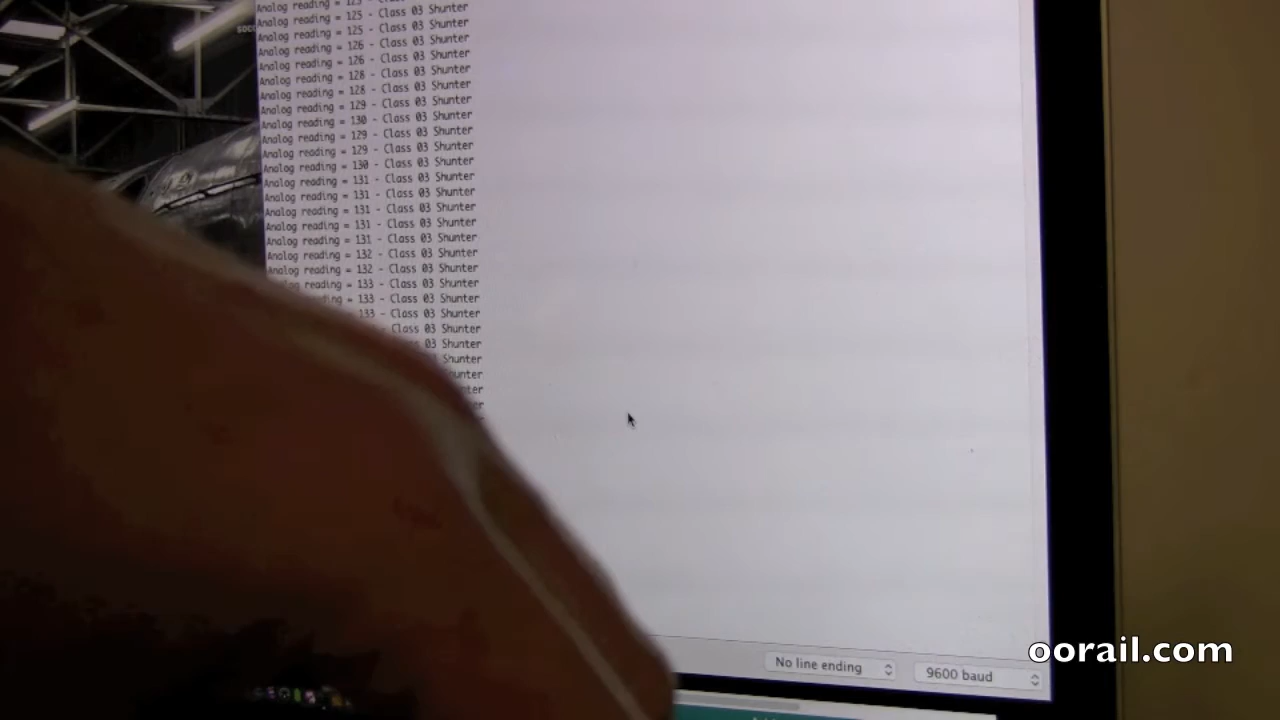 Analog reading = 125 - Class 03 Shunter
Analog reading = 125 - Class 03 Shunter
Analog reading = 126 - Class 03 Shunter
Analog reading = 126 - Class 03 Shunter
Analog reading = 128 - Class 03 Shunter
Analog reading = 128 - Class 03 Shunter
Analog reading = 129 - Class 03 Shunter
Analog reading = 130 - Class 03 Shunter
Analog reading = 129 - Class 03 Shunter
Analog reading = 129 - Class 03 Shunter
Analog reading = 130 - Class 03 Shunter
Analog reading = 131 - Class 03 Shunter
Analog reading = 131 - Class 03 Shunter
Analog reading = 131 - Class 03 Shunter
Analog reading = 131 - Class 03 Shunter
Analog reading = 131 - Class 03 Shunter
Analog reading = 132 - Class 03 Shunter
Analog reading = 132 - Class 03 Shunter
reading = 133 - Class 03 Shunter
= 133 - Class 03 Shunter
133 - Class 03 Shunter
Class 03 Shunter
03 Shunter
Shunter
No line ending
9600 baud
oorail.com